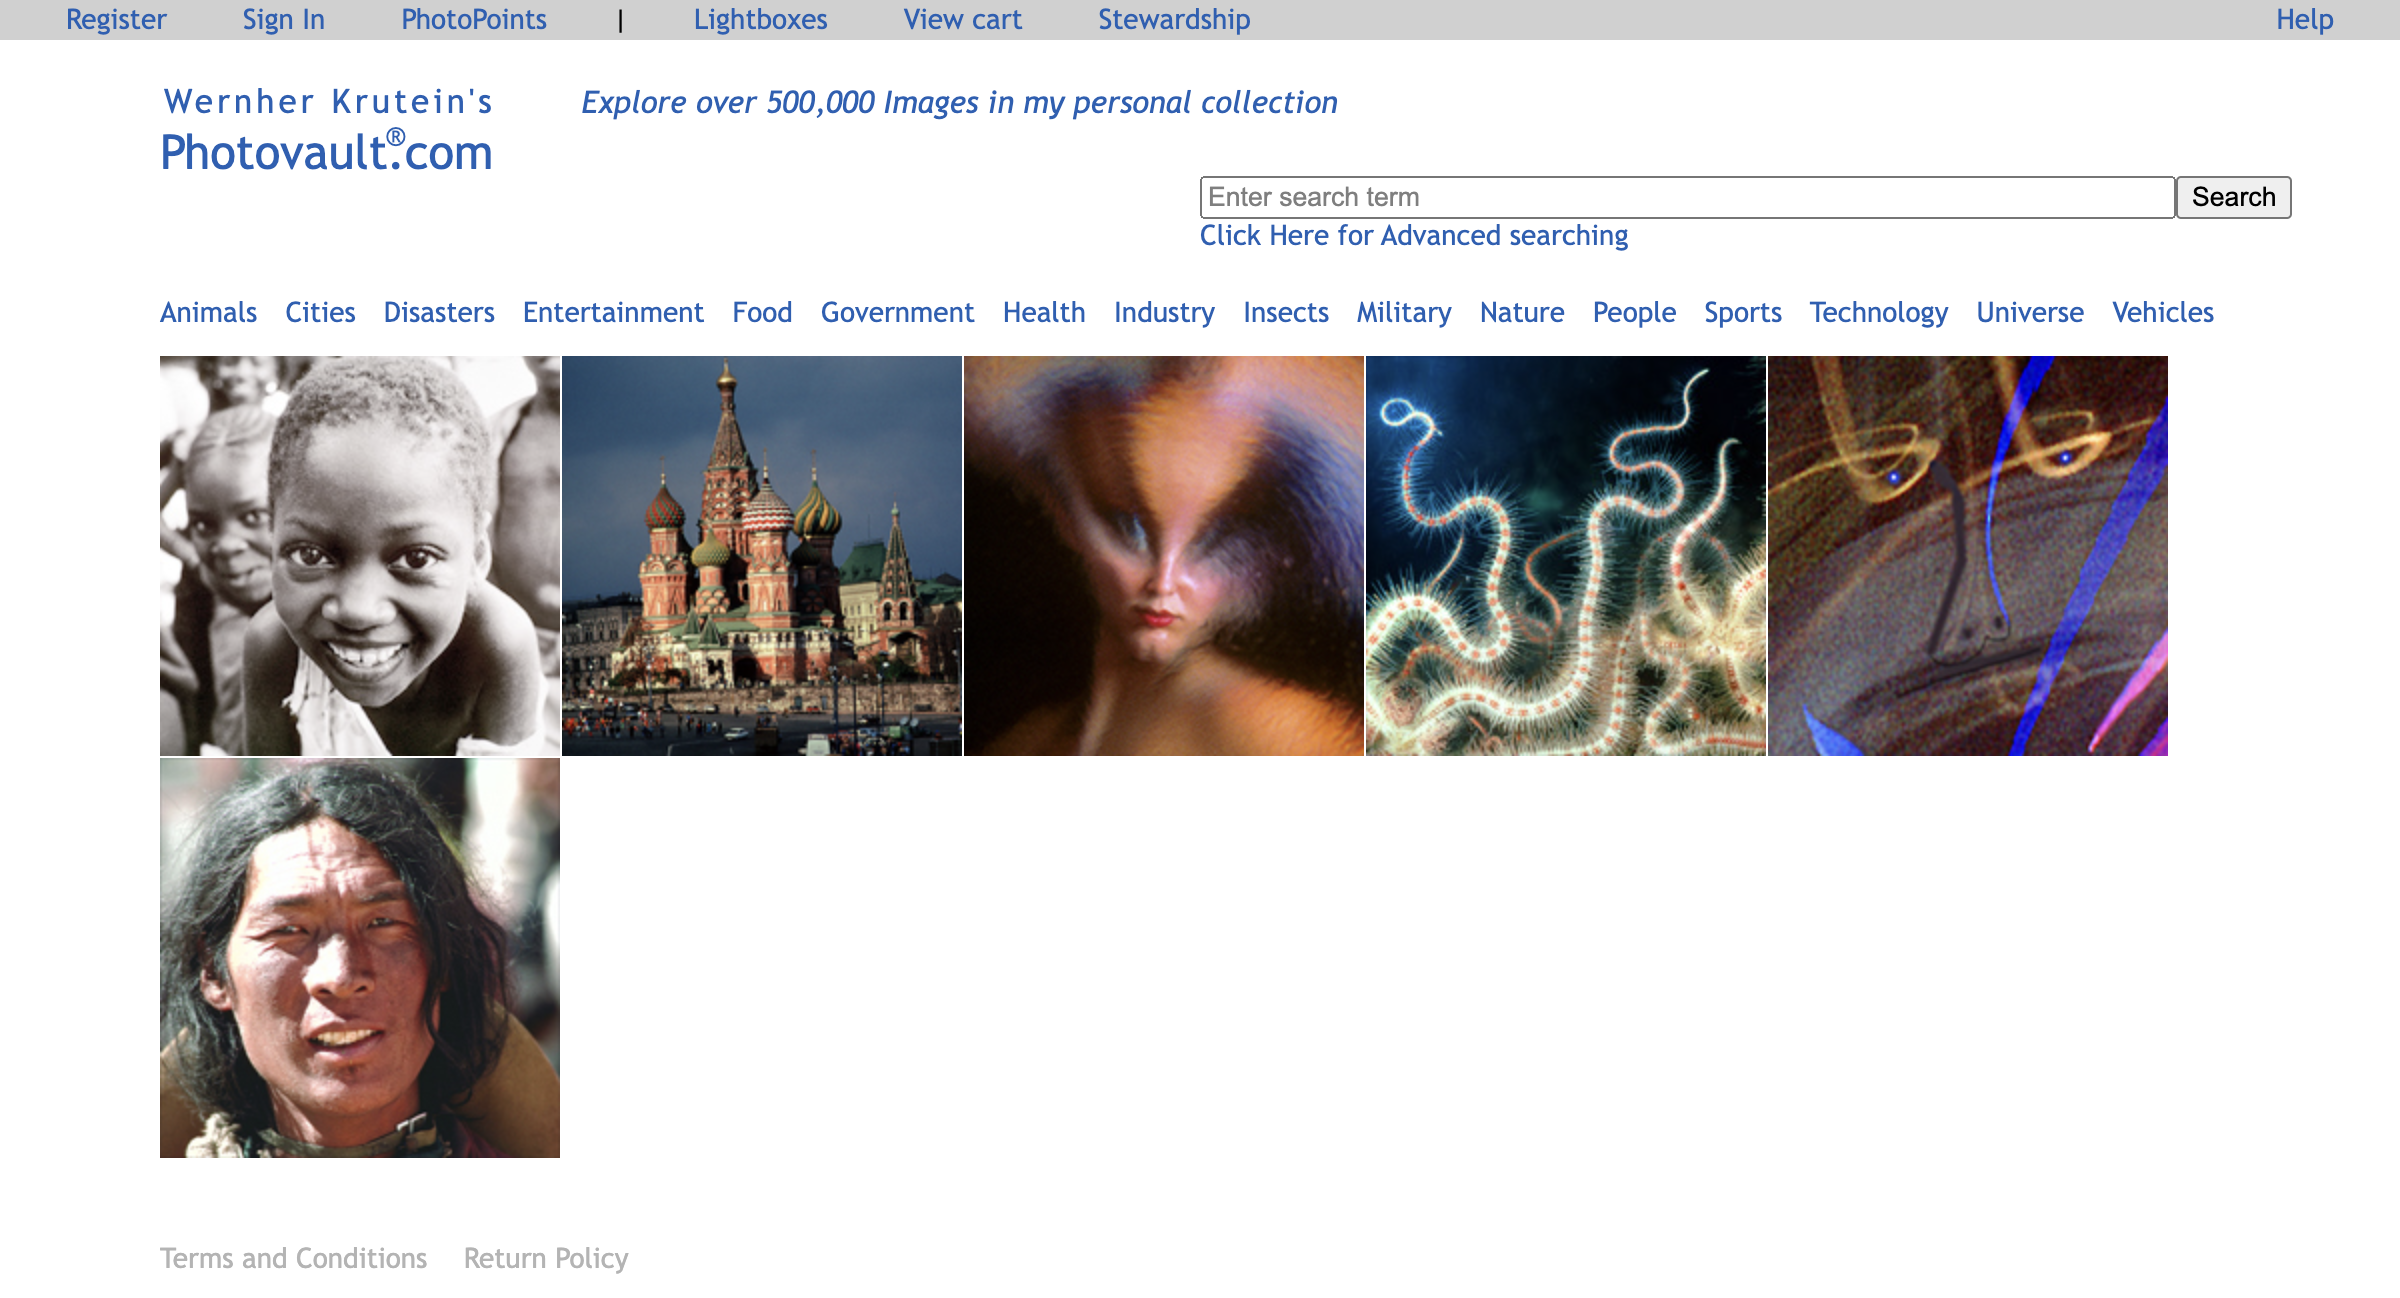 Register Sign In PhotoPoints | Lightboxes View cart Stewardship Help
Wernher Krutein's
Photovault®.com
Explore over 500,000 Images in my personal collection
Enter search term Search
Click Here for Advanced searching
Animals Cities Disasters Entertainment Food Government Health Industry Insects Military Nature People Sports Technology Universe Vehicles
Terms and Conditions Return Policy